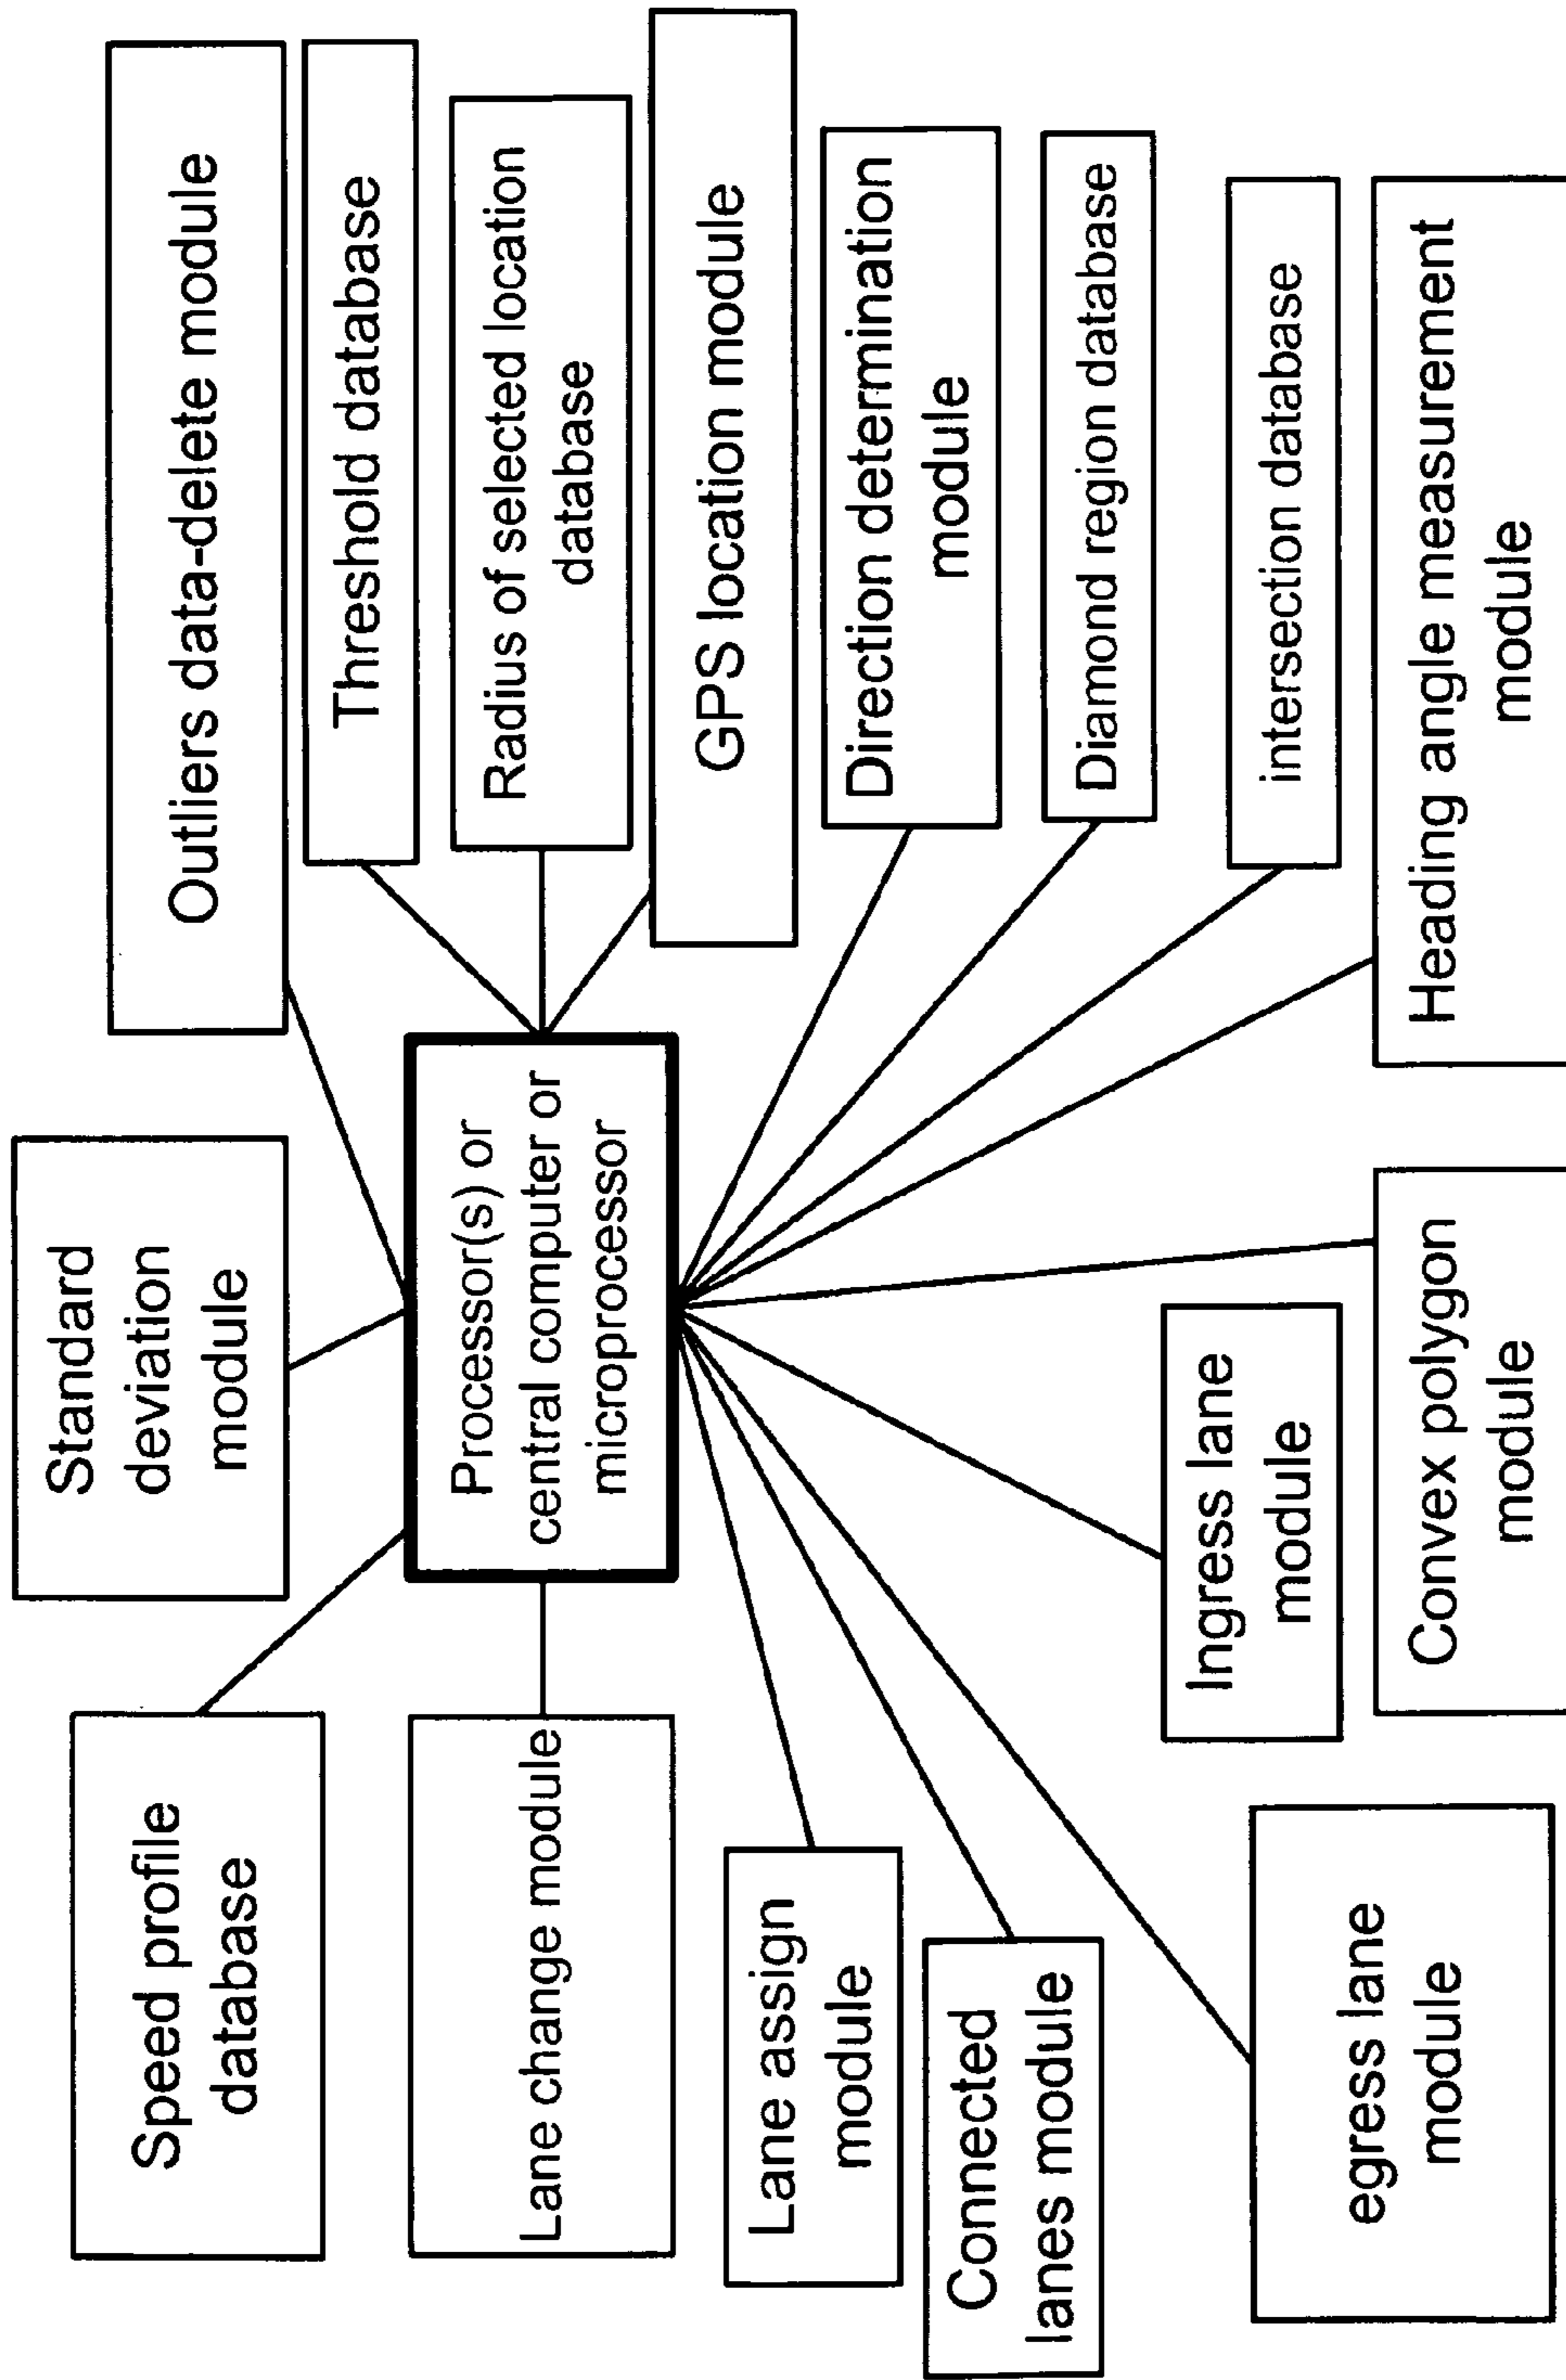 Speed profile
database
Standard
deviation
module
Outliers data-delete module
Threshold database
Radius of selected location
database
GPS location module
Direction determination
module
Diamond region database
intersection database
Heading angle measurement
module
Processor(s) or
central computer or
microprocessor
Lane change module
Lane assign
module
Connected
lanes module
egress lane
module
Ingress lane
module
Convex polygon
module